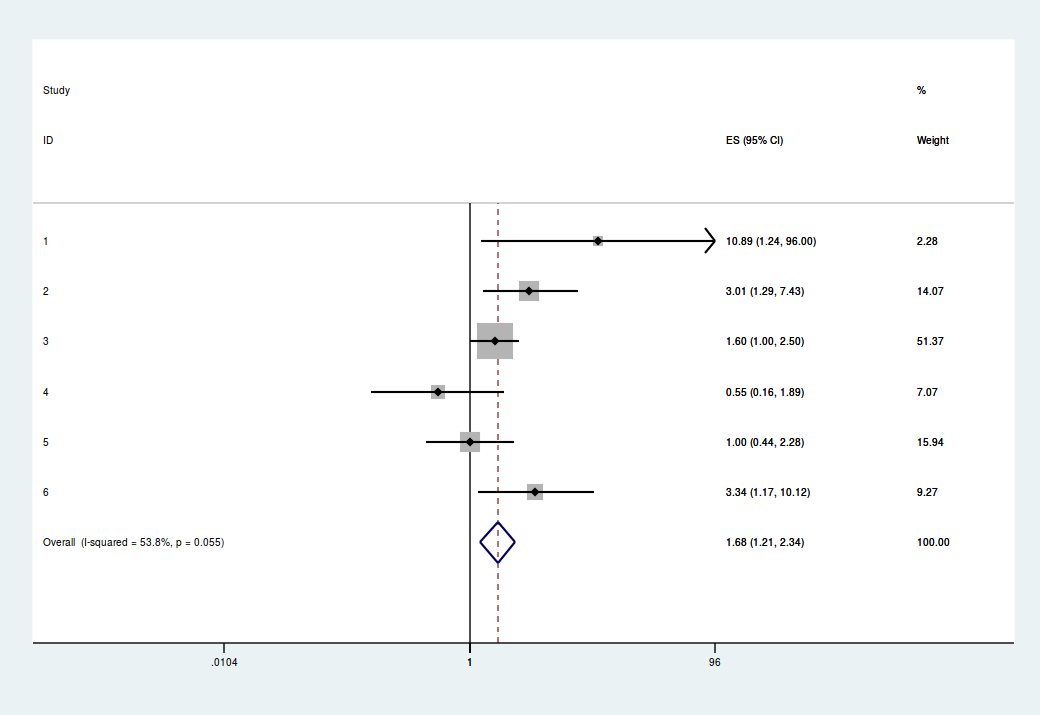 Study %
ID ES (95% CI) Weight
1 10.89 (1.24, 96.00) 2.28
2 3.01 (1.29, 7.43) 14.07
3 1.60 (1.00, 2.50) 51.37
4 0.55 (0.16, 1.89) 7.07
5 1.00 (0.44, 2.28) 15.94
6 3.34 (1.17, 10.12) 9.27
Overall (I-squared = 53.8%, p = 0.055) 1.68 (1.21, 2.34) 100.00
.0104 1 96